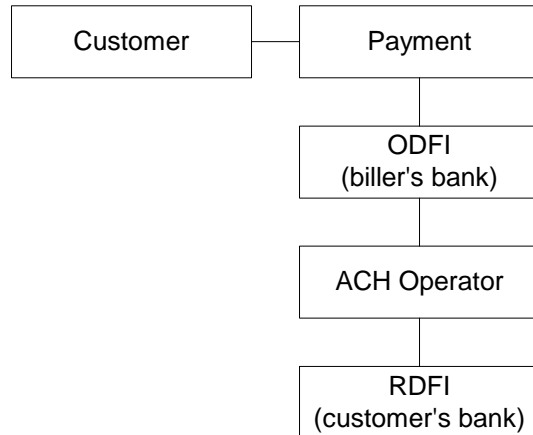 Customer
Payment
ODFI
(biller's bank)
ACH Operator
RDFI
(customer's bank)